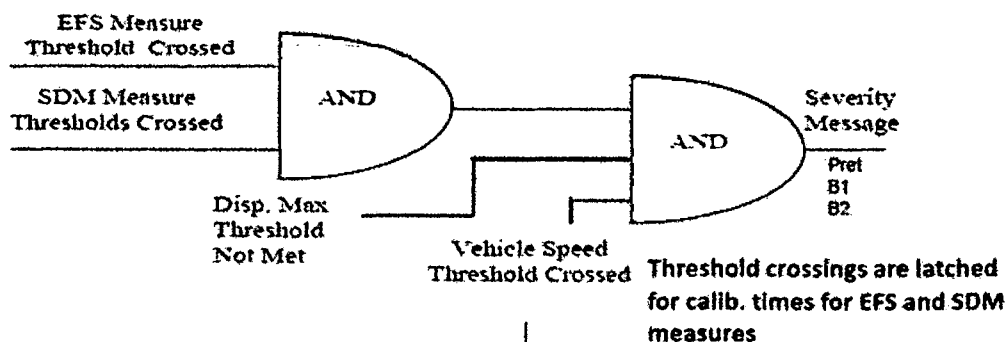 EFS Measure
Threshold Crossed
SDM Measure
Thresholds Crossed
AND
AND
Severity
Message
Pret
B1
B2
Disp. Max
Threshold
Not Met
Vehicle Speed
Threshold Crossed
Threshold crossings are latched
for calib. times for EFS and SDM
measures